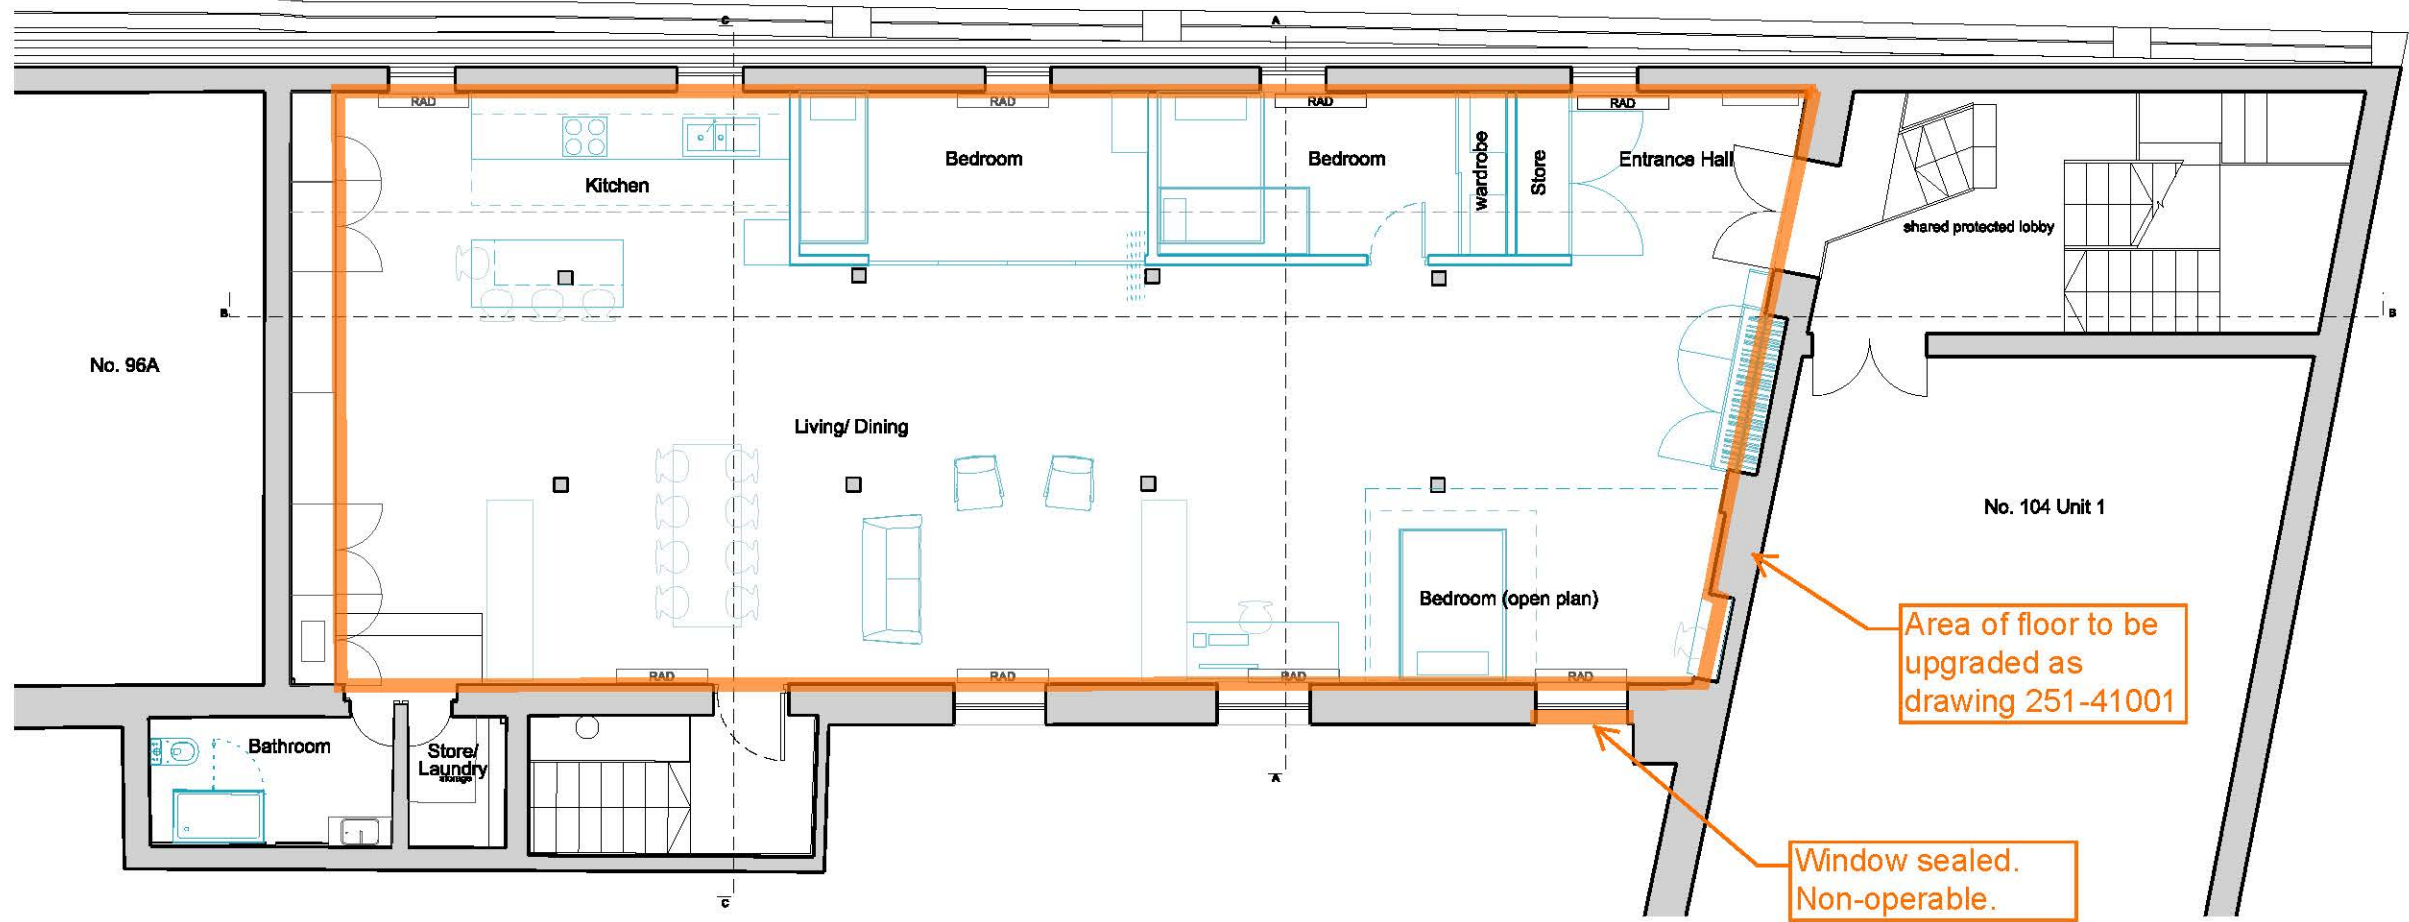 C
A
RAD
RAD
RAD
RAD
Kitchen
Bedroom
Bedroom
wardrobe
Store
Entrance Hall
shared protected lobby
B
B
No. 96A
Living/ Dining
No. 104 Unit 1
Bedroom (open plan)
Area of floor to be
upgraded as
drawing 251-41001
RAD
RAD
RAD
RAD
Bathroom
Store/
Laundry
storage
A
Window sealed.
Non-operable.
C